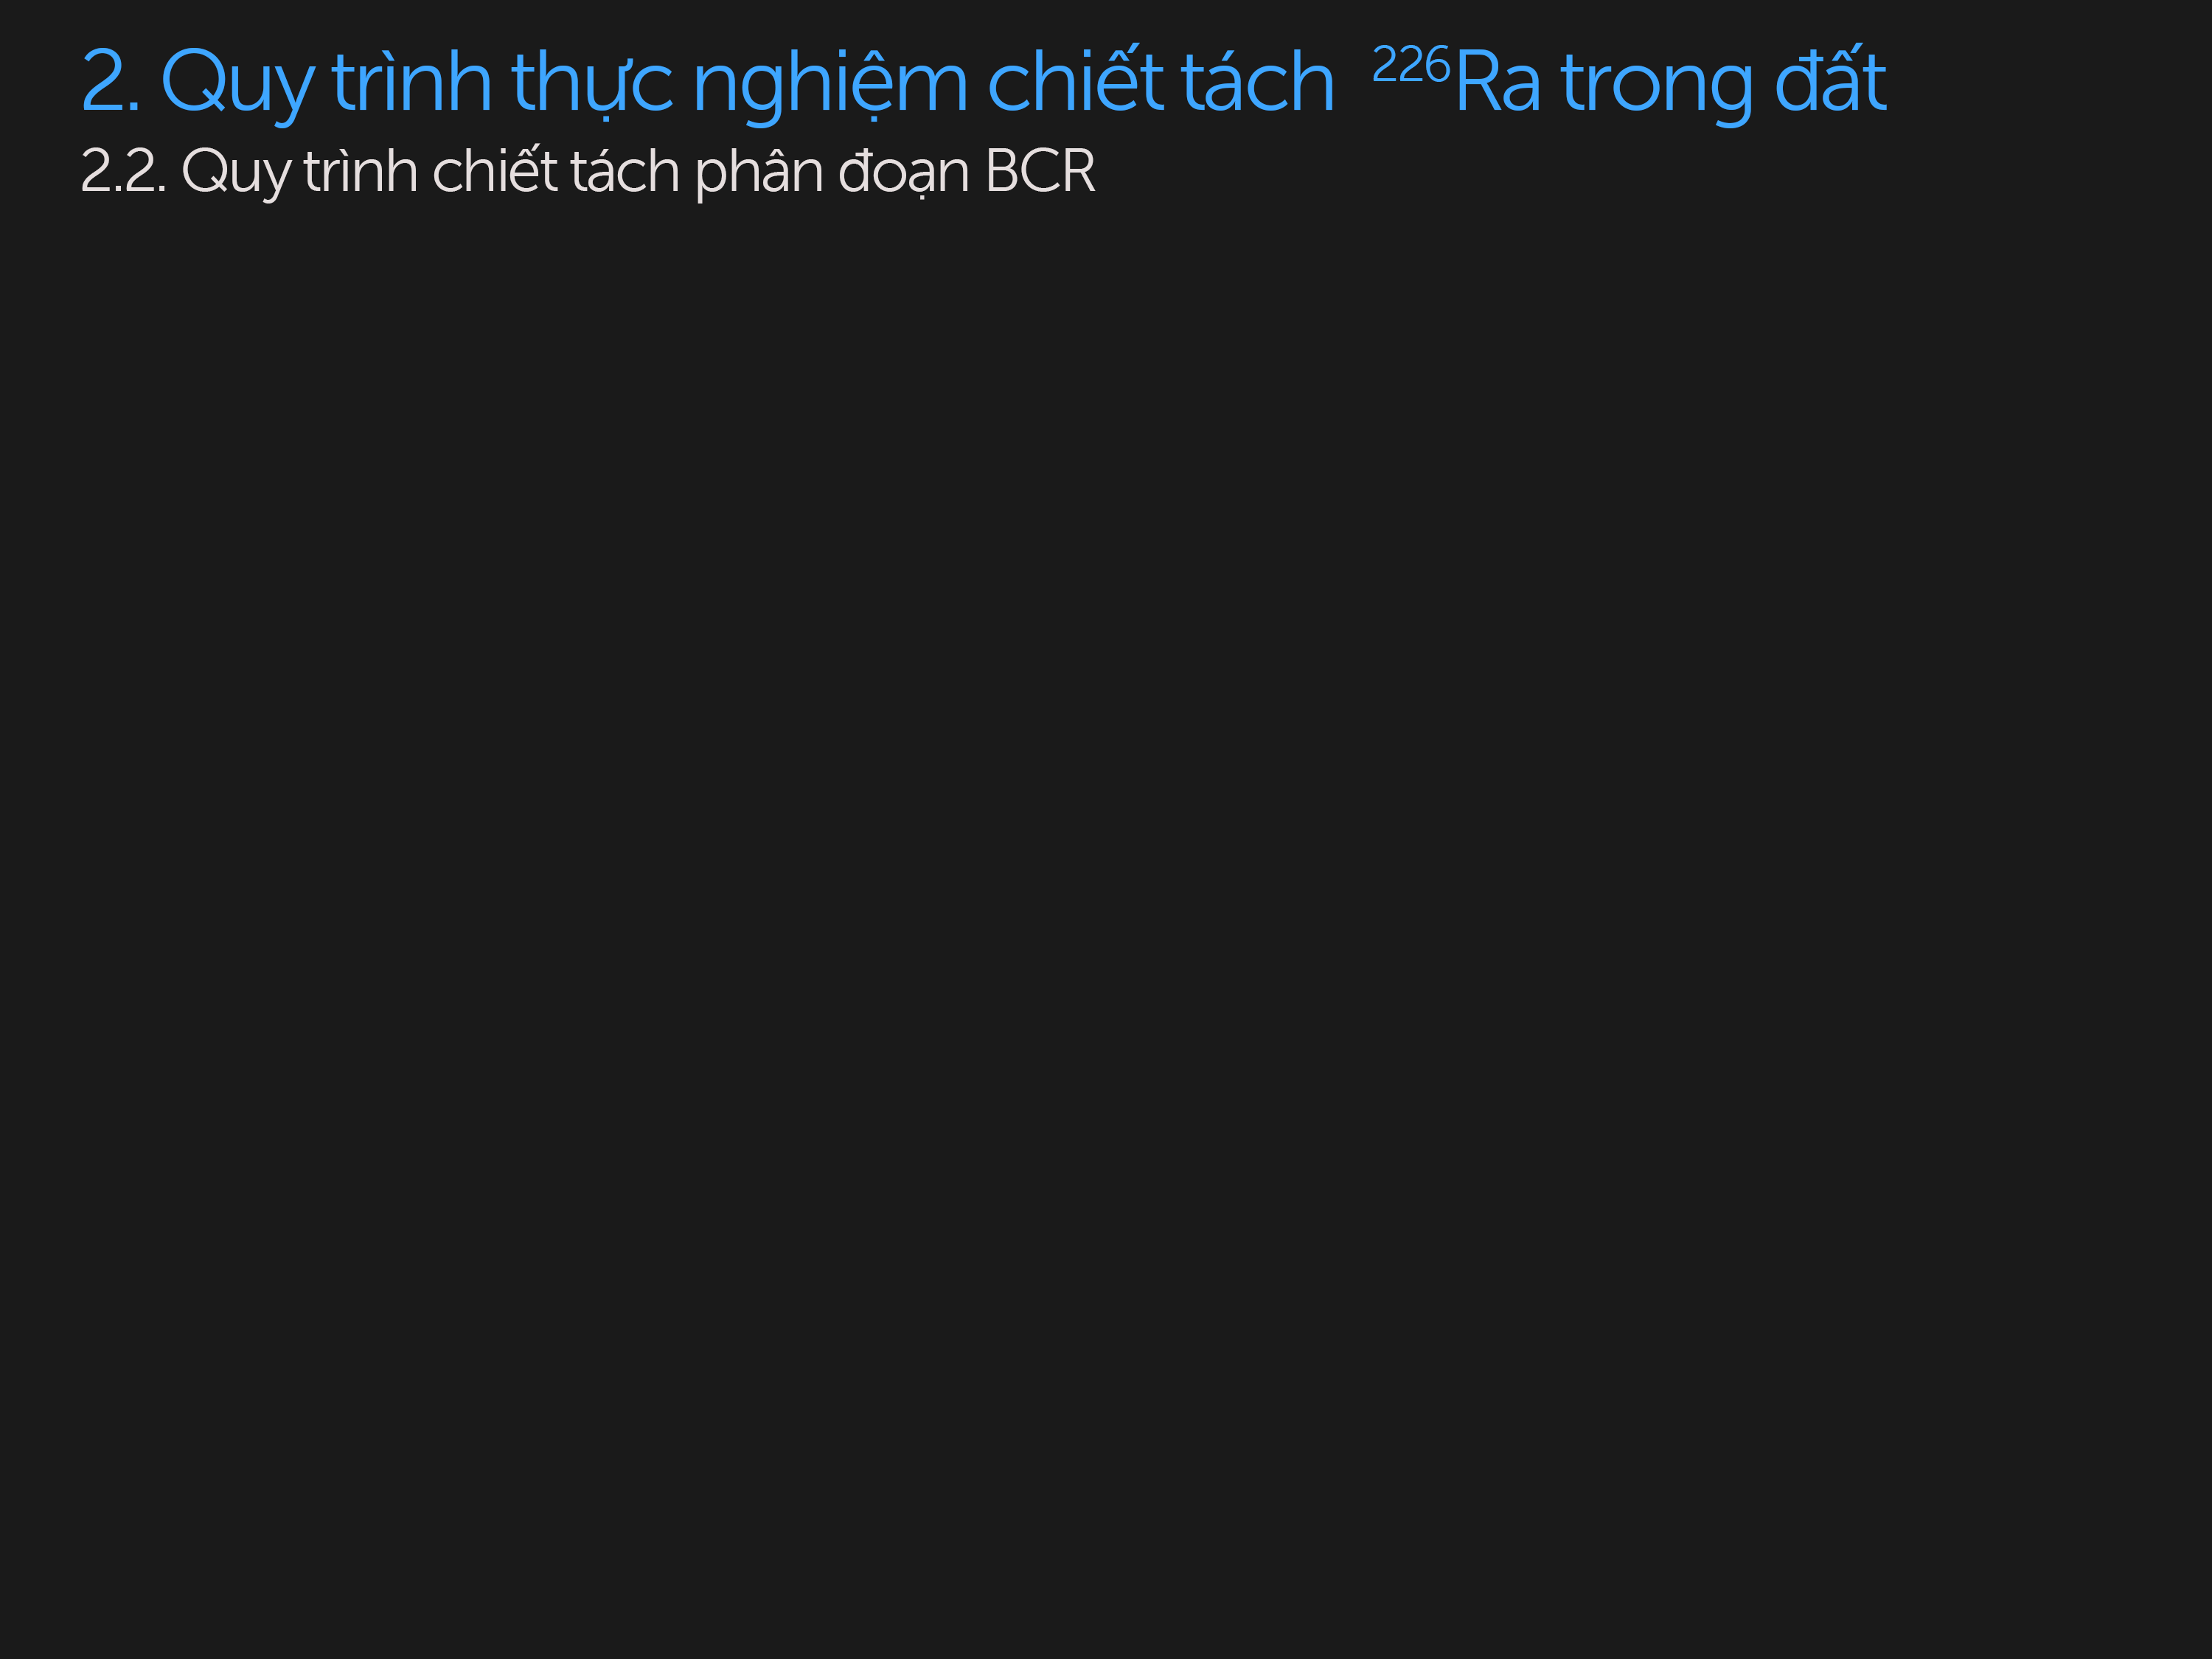 2. Quy trình thực nghiệm chiết tách ²²⁶Ra trong đất
2.2. Quy trình chiết tách phân đoạn BCR